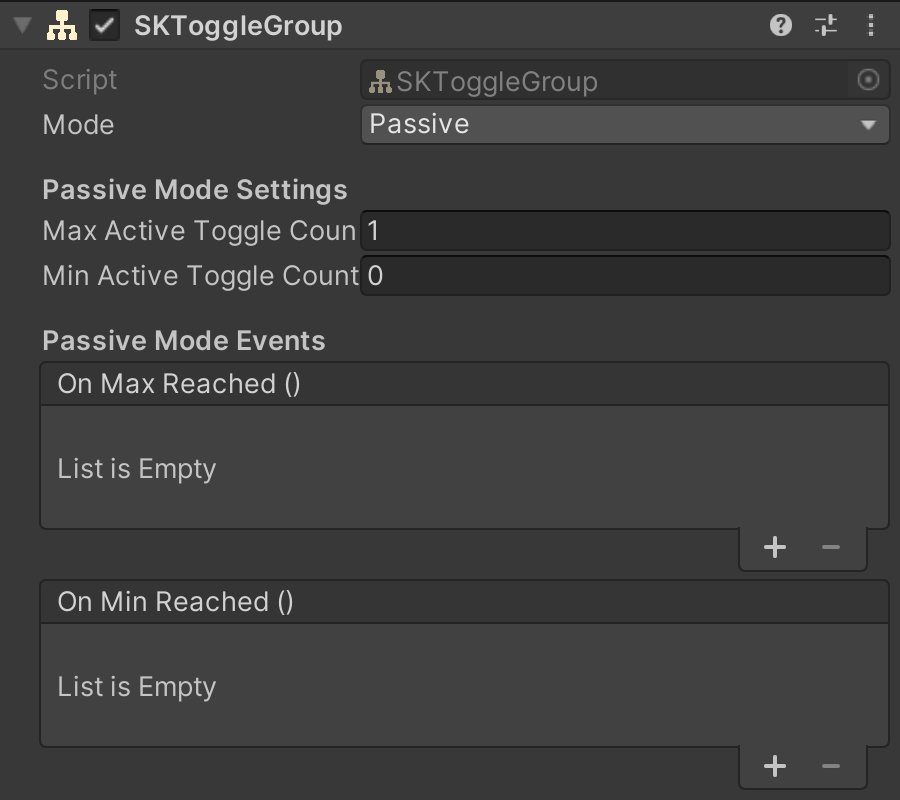 SKToggleGroup
Script SKToggleGroup
Mode Passive
Passive Mode Settings
Max Active Toggle Coun 1
Min Active Toggle Count 0
Passive Mode Events
On Max Reached ()
List is Empty
On Min Reached ()
List is Empty